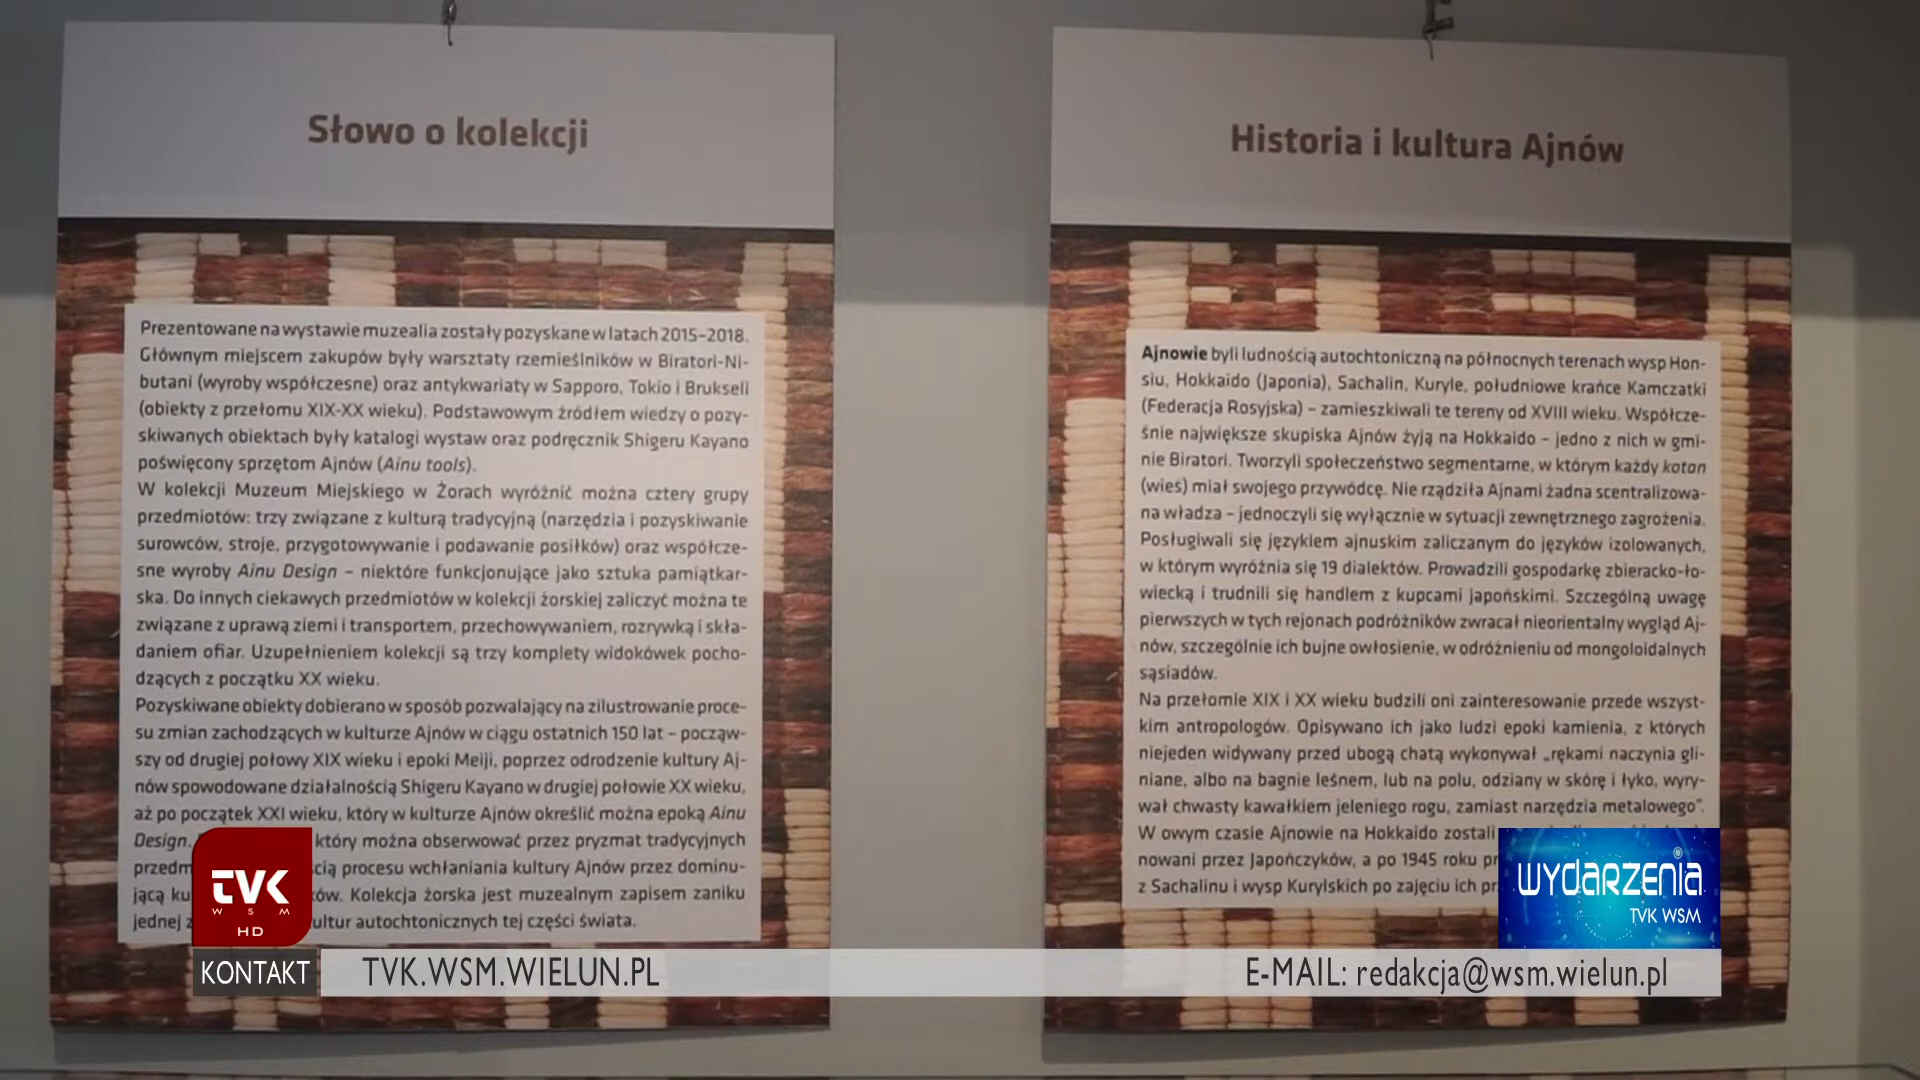 Słowo o kolekcji
Prezentowane na wystawie muzealia zostały pozyskane w latach 2015–2018.
Głównym miejscem zakupów były warsztaty rzemieślników w Biratori-Ni-
butani (wyroby współczesne) oraz antykwariaty w Sapporo, Tokio i Brukseli
(obiekty z przełomu XIX-XX wieku). Podstawowym źródłem wiedzy o pozy-
skiwanych obiektach były katalogi wystaw oraz podręcznik Shigeru Kayano
poświęcony sprzętom Ajnów (Ainu tools).
W kolekcji Muzeum Miejskiego w Żorach wyróżnić można cztery grupy
przedmiotów: trzy związane z kulturą tradycyjną (narzędzia i pozyskiwanie
surowców, stroje, przygotowywanie i podawanie posiłków) oraz współcze-
sne wyroby Ainu Design – niektóre funkcjonujące jako sztuka pamiątkar-
ska. Do innych ciekawych przedmiotów w kolekcji żorskiej zaliczyć można te
związane z uprawą ziemi i transportem, przechowywaniem, rozrywką i skła-
daniem ofiar. Uzupełnieniem kolekcji są trzy komplety widokówek pocho-
dzących z początku XX wieku.
Pozyskiwane obiekty dobierano w sposób pozwalający na zilustrowanie proce-
su zmian zachodzących w kulturze Ajnów w ciągu ostatnich 150 lat – począw-
szy od drugiej połowy XIX wieku i epoki Meiji, poprzez odrodzenie kultury Aj-
nów spowodowane działalnością Shigeru Kayano w drugiej połowie XX wieku,
aż po początek XXI wieku, który w kulturze Ajnów określić można epoką Ainu
Design. który można obserwować przez pryzmat tradycyjnych
przedm cią procesu wchłaniania kultury Ajnów przez dominu-
jącą ku ów. Kolekcja żorska jest muzealnym zapisem zaniku
jednej z ultur autochtonicznych tej części świata.
Historia i kultura Ajnów
Ajnowie byli ludnością autochtoniczną na północnych terenach wysp Hon-
siu, Hokkaido (Japonia), Sachalin, Kuryle, południowe krańce Kamczatki
(Federacja Rosyjska) – zamieszkiwali te tereny od XVIII wieku. Współcze-
śnie największe skupiska Ajnów żyją na Hokkaido – jedno z nich w gmi-
nie Biratori. Tworzyli społeczeństwo segmentarne, w którym każdy kotan
(wieś) miał swojego przywódcę. Nie rządziła Ajnami żadna scentralizowa-
na władza – jednoczyli się wyłącznie w sytuacji zewnętrznego zagrożenia.
Posługiwali się językiem ajnuskim zaliczanym do języków izolowanych,
w którym wyróżnia się 19 dialektów. Prowadzili gospodarkę zbieracko-ło-
wiecką i trudnili się handlem z kupcami japońskimi. Szczególną uwagę
pierwszych w tych rejonach podróżników zwracał nieorientalny wygląd Aj-
nów, szczególnie ich bujne owłosienie, w odróżnieniu od mongoloidalnych
sąsiadów.
Na przełomie XIX i XX wieku budzili oni zainteresowanie przede wszyst-
kim antropologów. Opisywano ich jako ludzi epoki kamienia, z których
niejeden widywany przed ubogą chatą wykonywał „rękami naczynia gli-
niane, albo na bagnie leśnem, lub na polu, odziany w skórę i łyko, wyry-
wał chwasty kawałkiem jeleniego rogu, zamiast narzędzia metalowego".
W owym czasie Ajnowie na Hokkaido zostali
nowani przez Japończyków, a po 1945 roku
z Sachalinu i wysp Kurylskich po zajęciu ich
TVK
WSM
HD
WYDARZENIA
TVK WSM
KONTAKT TVK.WSM.WIELUN.PL E-MAIL: redakcja@wsm.wielun.pl